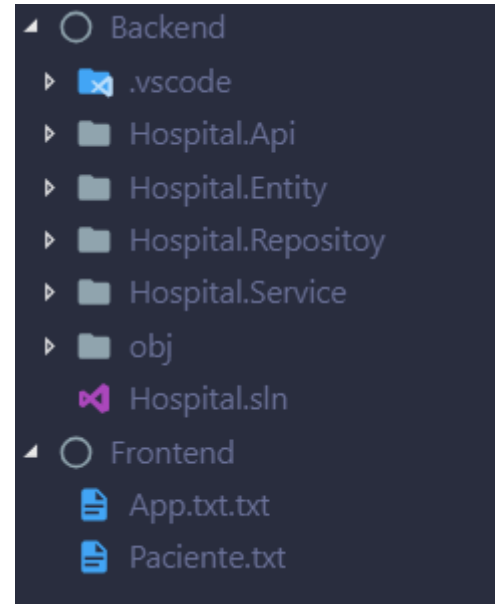 Backend
.vscode
Hospital.Api
Hospital.Entity
Hospital.Repositoy
Hospital.Service
obj
Hospital.sln
Frontend
App.txt.txt
Paciente.txt